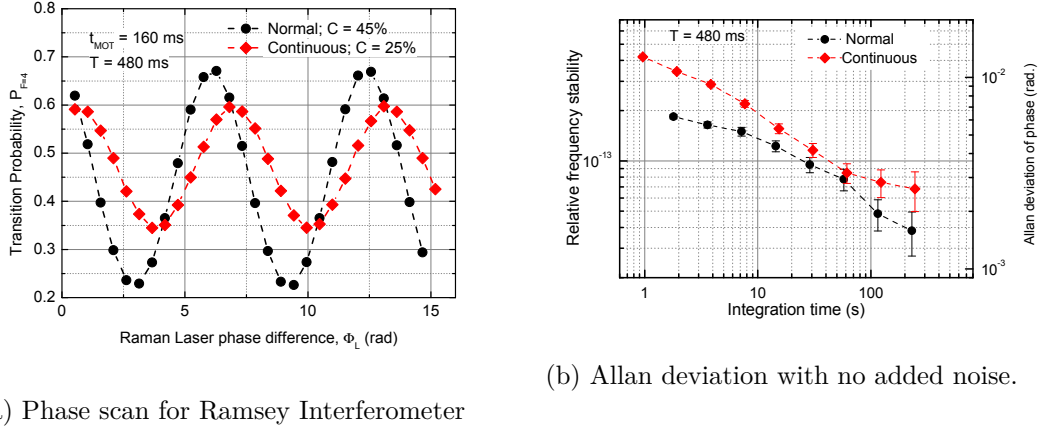 0.8
0.7
0.6
0.5
0.4
0.3
0.2
Transition Probability, P_F=4
t_MOT = 160 ms
T = 480 ms
Normal; C = 45%
Continuous; C = 25%
0 5 10 15
Raman Laser phase difference, Φ_L (rad)
) Phase scan for Ramsey Interferometer
Relative frequency stability
10^-13
T = 480 ms
Normal
Continuous
10^-2
10^-3
Allan deviation of phase (rad.)
1 10 100
Integration time (s)
(b) Allan deviation with no added noise.